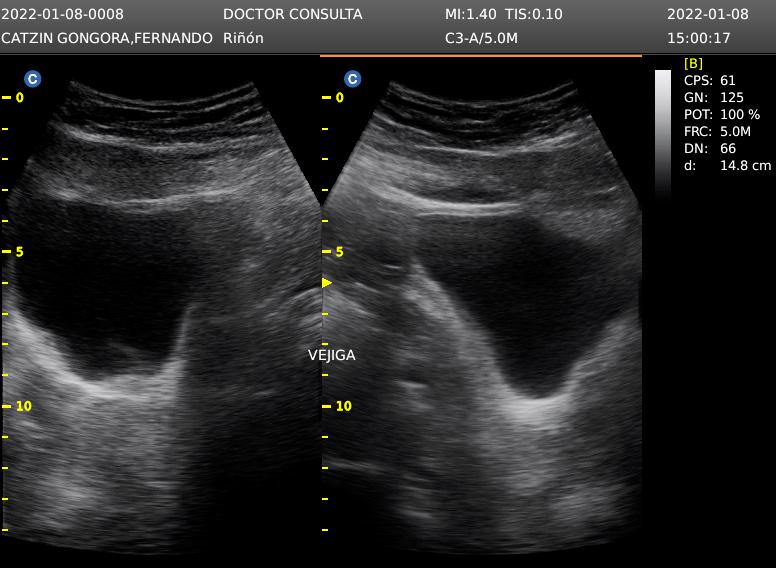 2022-01-08-0008 DOCTOR CONSULTA MI:1.40 TIS:0.10 2022-01-08
CATZIN GONGORA,FERNANDO Riñón C3-A/5.0M 15:00:17
[B]
CPS: 61
GN: 125
POT: 100 %
FRC: 5.0M
DN: 66
d: 14.8 cm
C C
0 0
5 5
VEJIGA
10 10